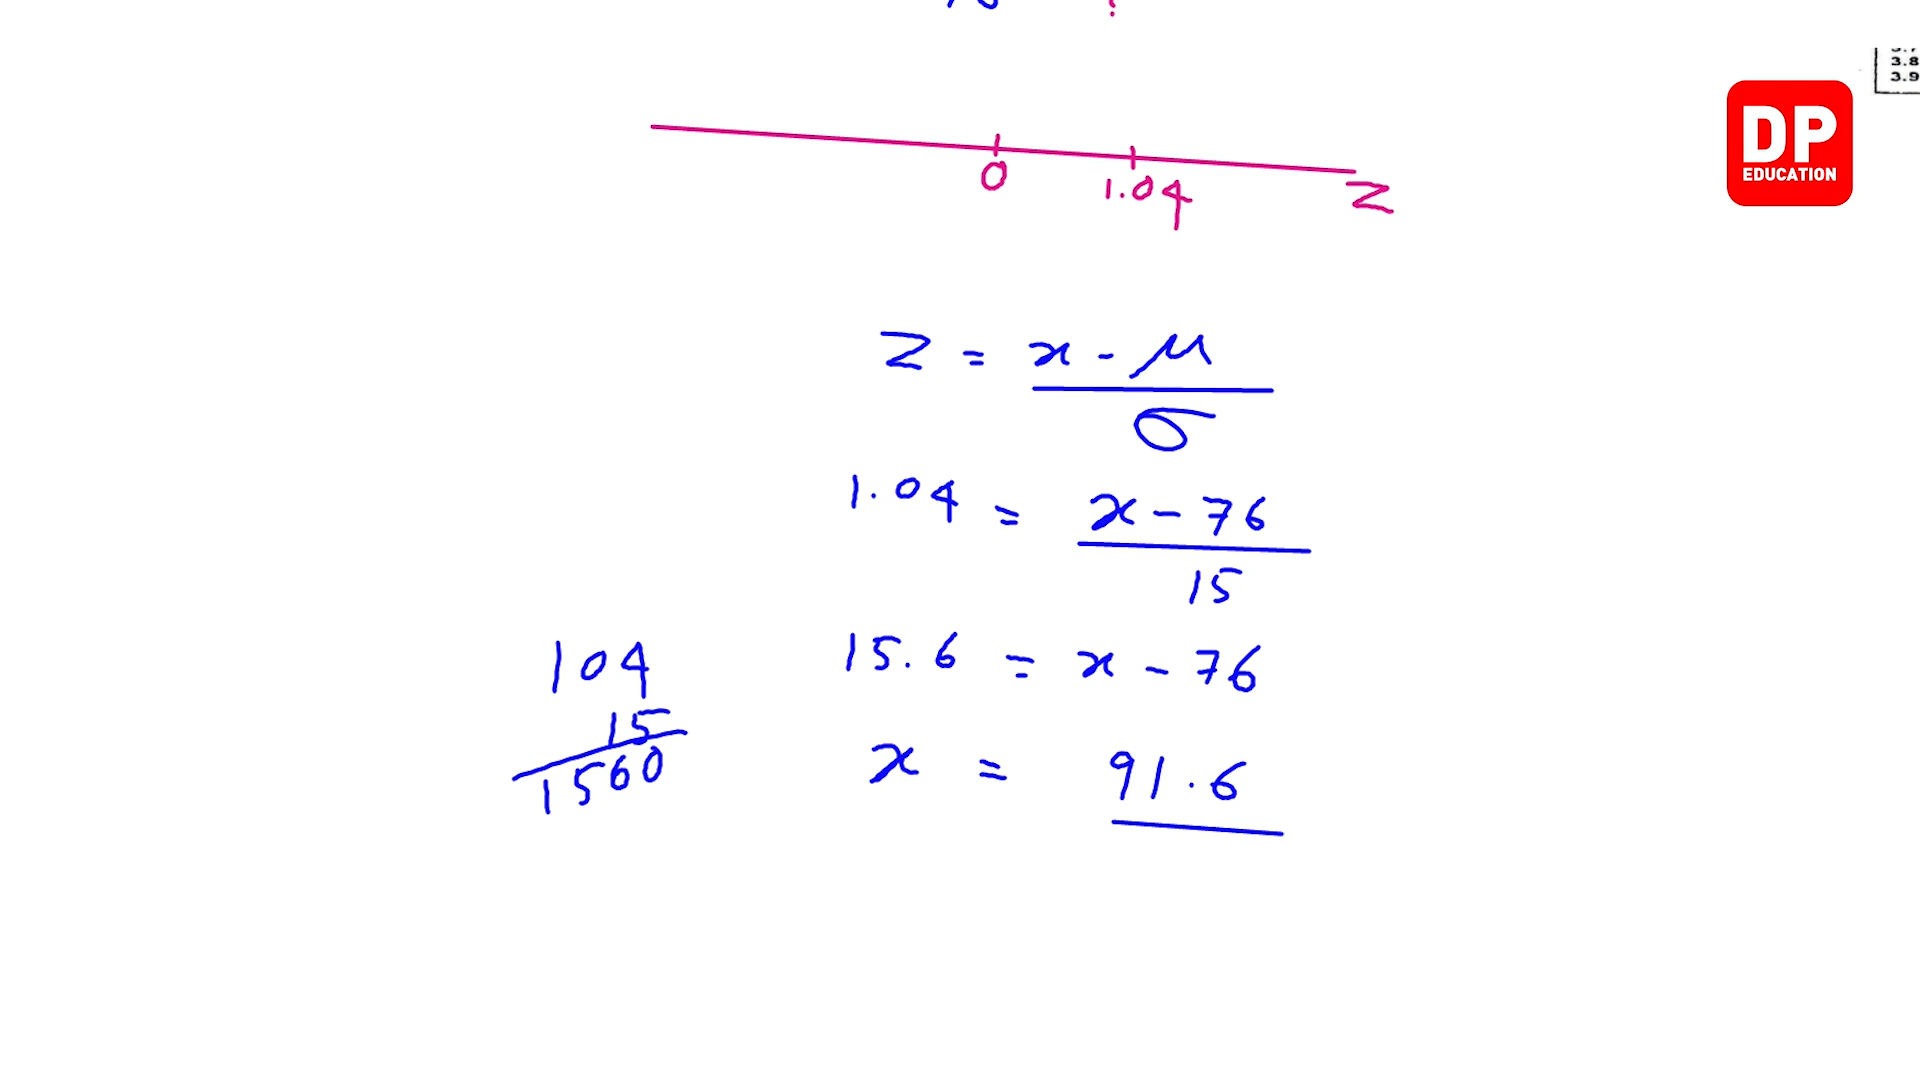 3.8
3.9
DP
EDUCATION
0 1.04 Z
Z = x - μ
σ
1.04 = x - 76
15
15.6 = x - 76
104
15
1560
x = 91.6